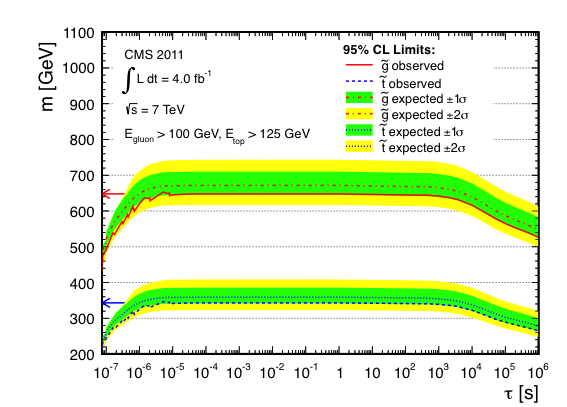 CMS 2011
∫ L dt = 4.0 fb⁻¹
√s = 7 TeV
E_gluon > 100 GeV, E_top > 125 GeV
95% CL Limits:
g̃ observed
t̃ observed
g̃ expected ±1σ
g̃ expected ±2σ
t̃ expected ±1σ
t̃ expected ±2σ
m [GeV]
1100
1000
900
800
700
600
500
400
300
200
10⁻⁷ 10⁻⁶ 10⁻⁵ 10⁻⁴ 10⁻³ 10⁻² 10⁻¹ 1 10 10² 10³ 10⁴ 10⁵ 10⁶
τ [s]